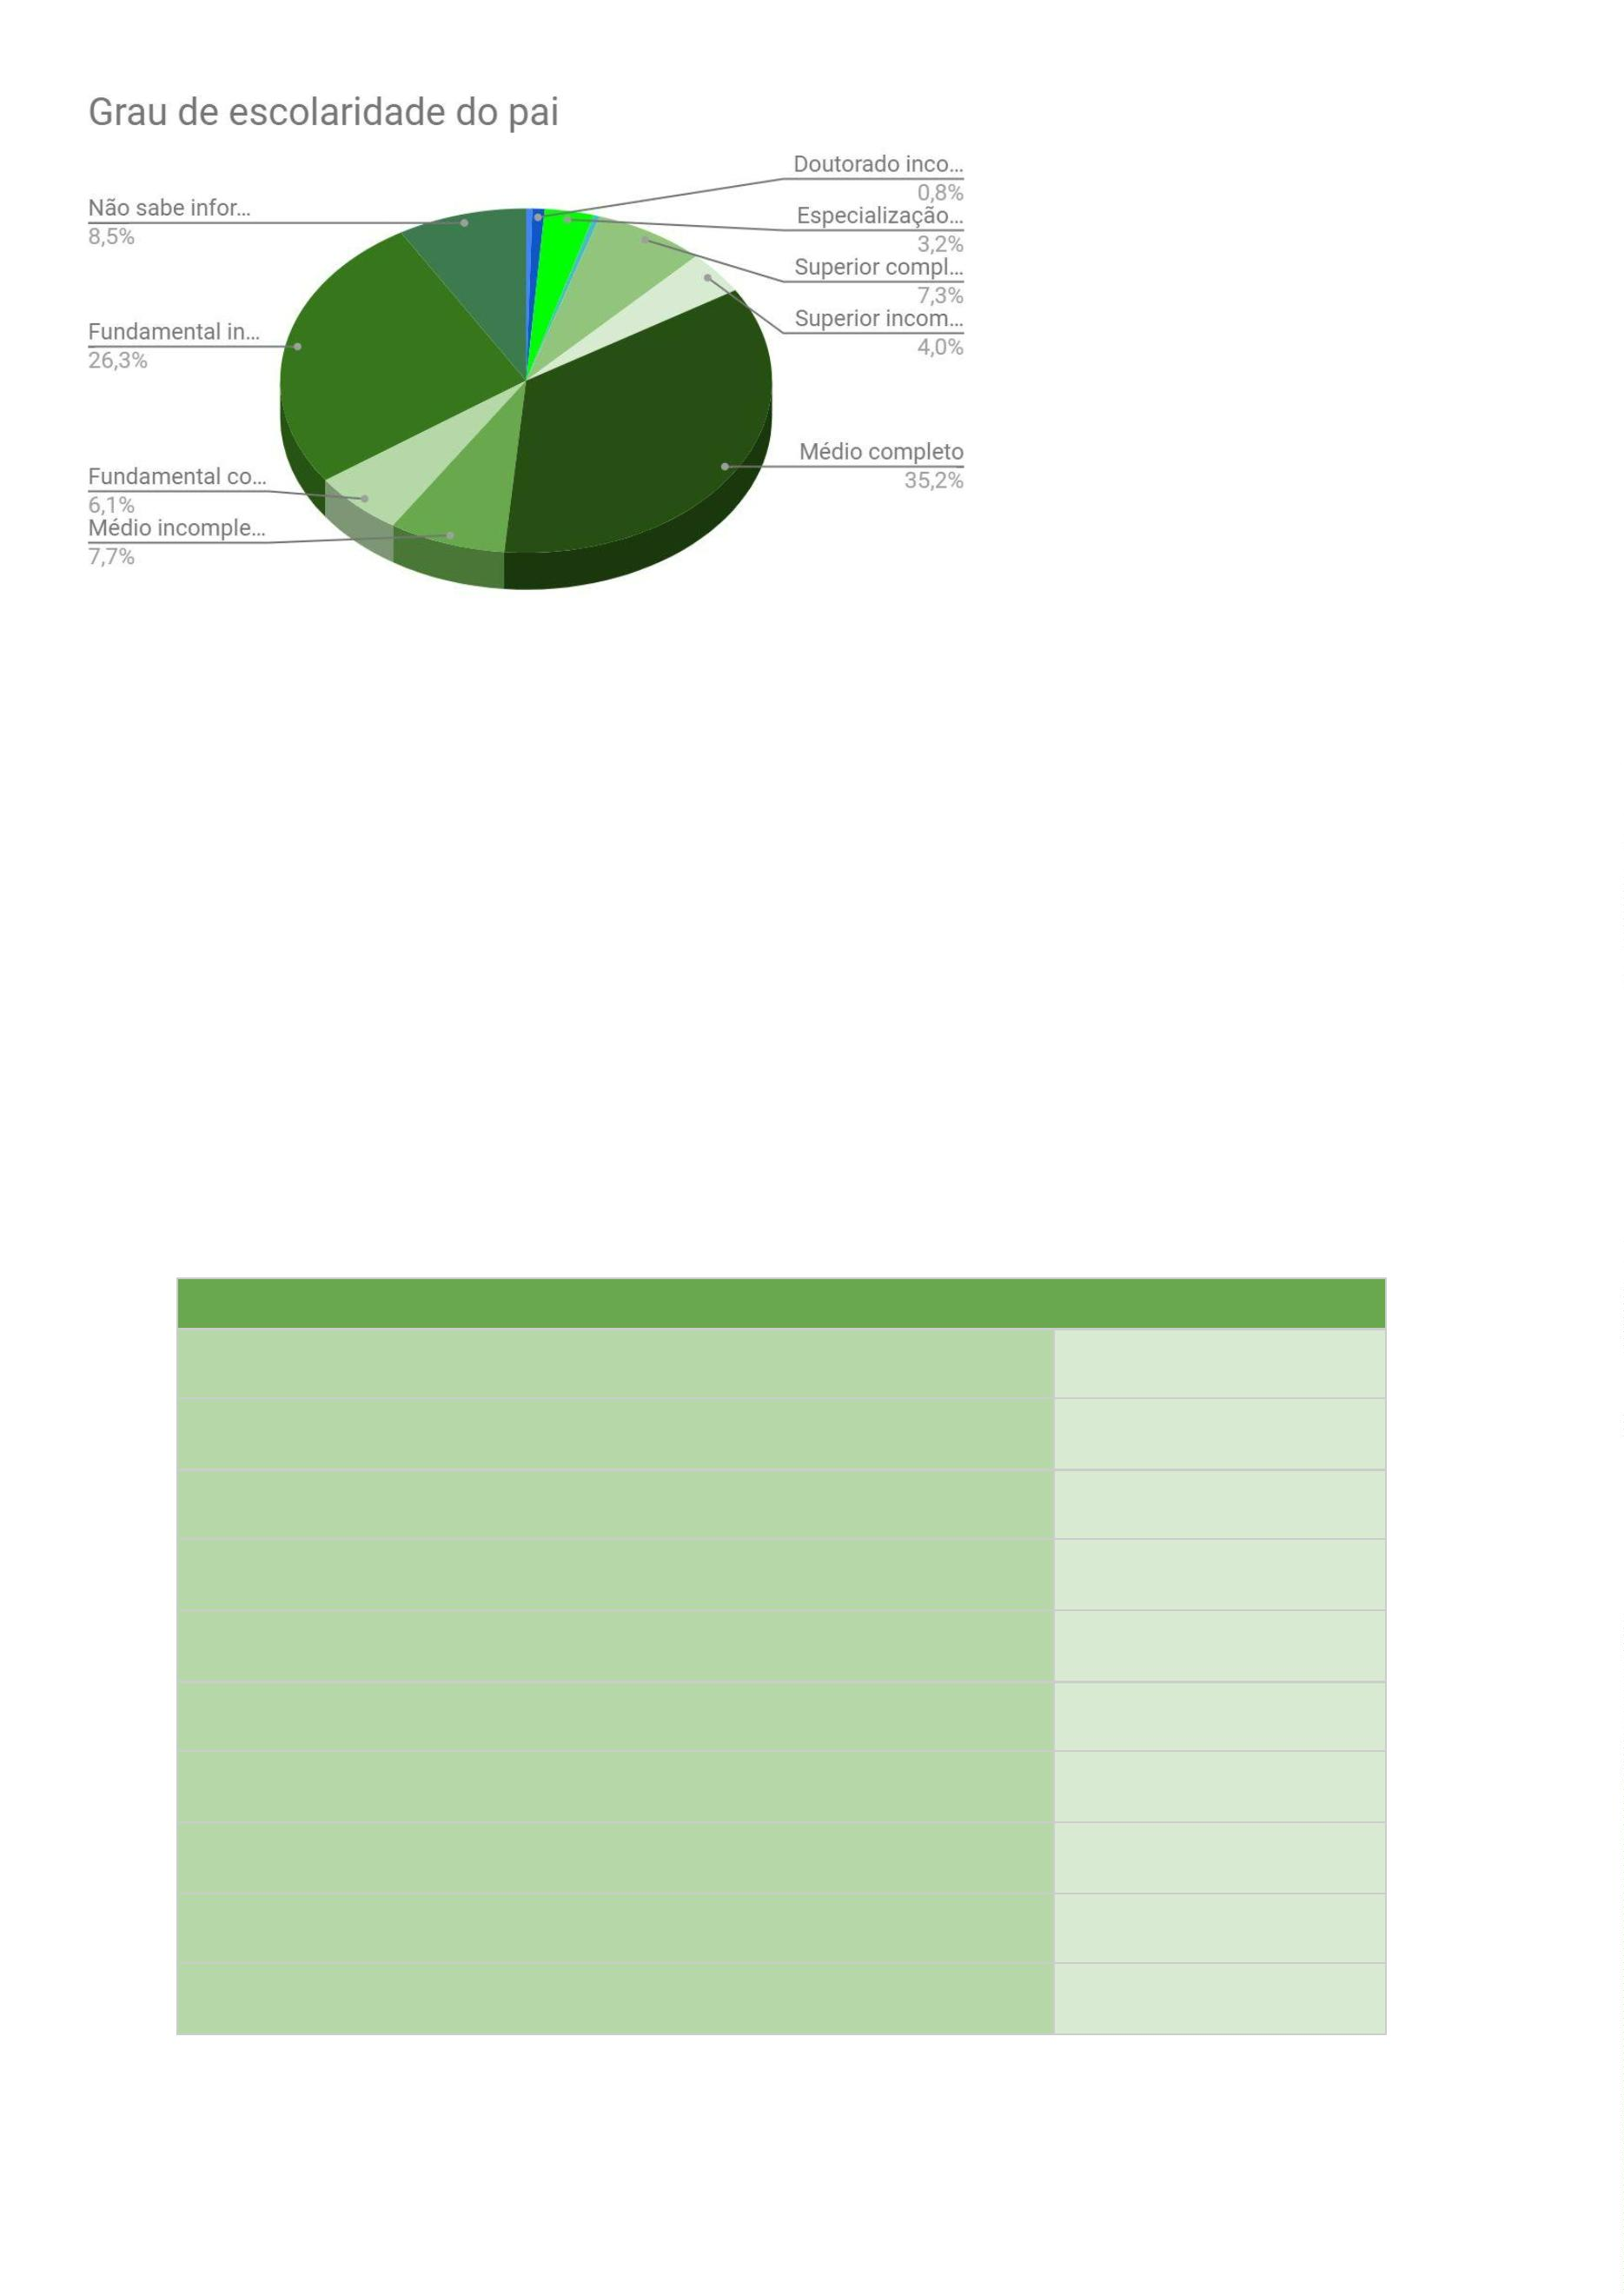 Grau de escolaridade do pai
Doutorado inco...
0,8%
Não sabe infor...
8,5%
Especialização...
3,2%
Superior compl...
7,3%
Superior incom...
4,0%
Fundamental in...
26,3%
Médio completo
35,2%
Fundamental co...
6,1%
Médio incomple...
7,7%